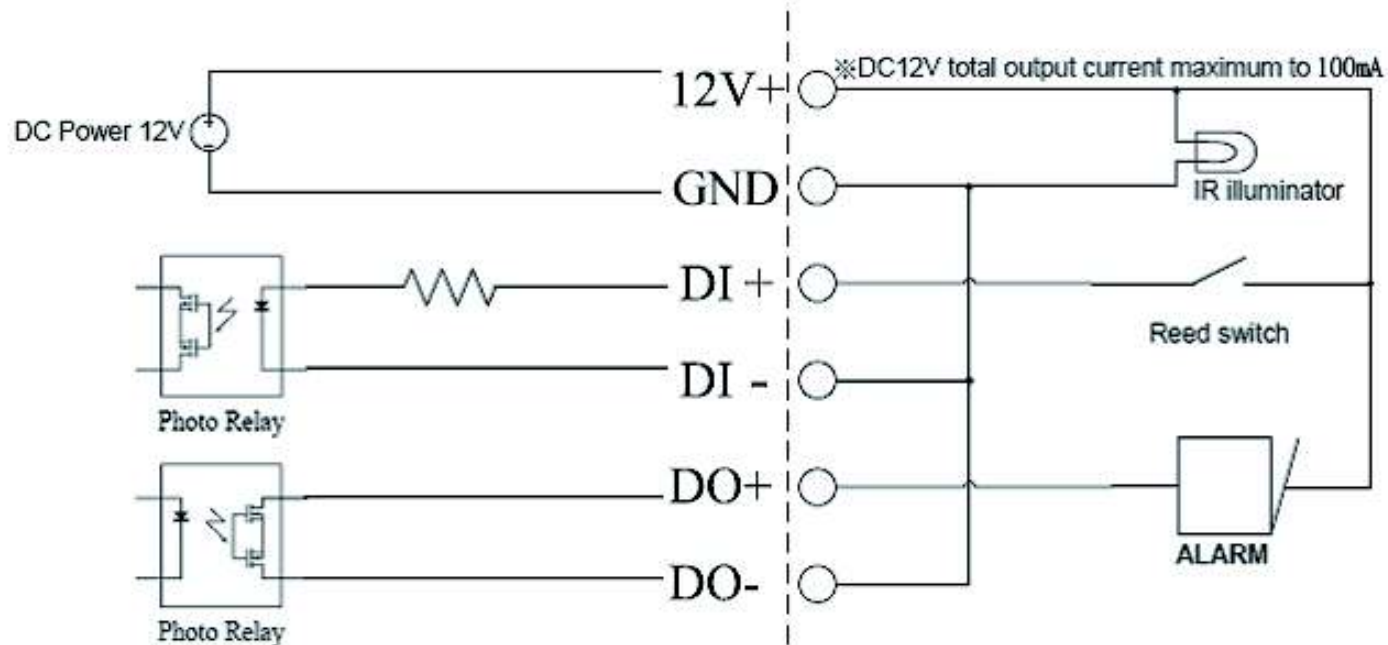 ※DC12V total output current maximum to 100mA
12V+
DC Power 12V
+
-
GND
IR illuminator
DI +
Reed switch
DI -
Photo Relay
DO+
ALARM
DO-
Photo Relay